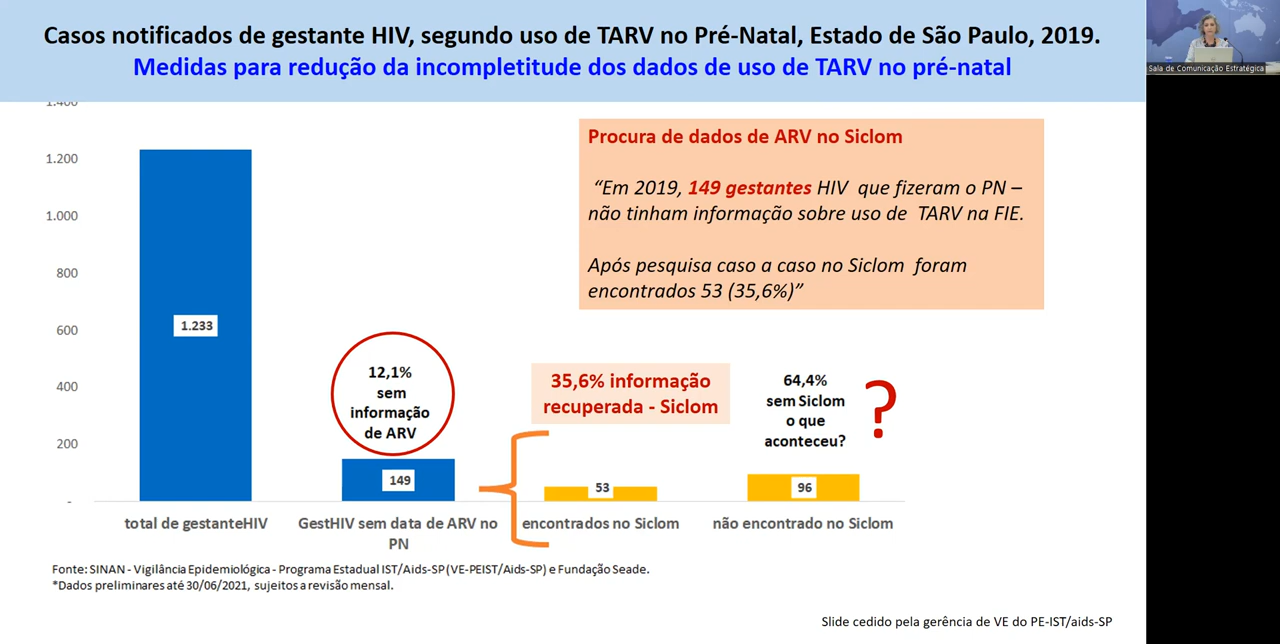 Casos notificados de gestante HIV, segundo uso de TARV no Pré-Natal, Estado de São Paulo, 2019.
Medidas para redução da incompletitude dos dados de uso de TARV no pré-natal
Sala de Comunicação Estratégica
1.400
1.200
1.000
800
600
400
200
-
Procura de dados de ARV no Siclom
“Em 2019, 149 gestantes HIV que fizeram o PN –
não tinham informação sobre uso de TARV na FIE.
Após pesquisa caso a caso no Siclom foram
encontrados 53 (35,6%)”
1.233
12,1%
sem
informação
de ARV
149
35,6% informação
recuperada - Siclom
53
64,4%
sem Siclom
o que
aconteceu?
?
96
total de gestanteHIV
GestHIV sem data de ARV no
PN
encontrados no Siclom
não encontrado no Siclom
Fonte: SINAN - Vigilância Epidemiológica - Programa Estadual IST/Aids-SP (VE-PEIST/Aids-SP) e Fundação Seade.
*Dados preliminares até 30/06/2021, sujeitos a revisão mensal.
Slide cedido pela gerência de VE do PE-IST/aids-SP